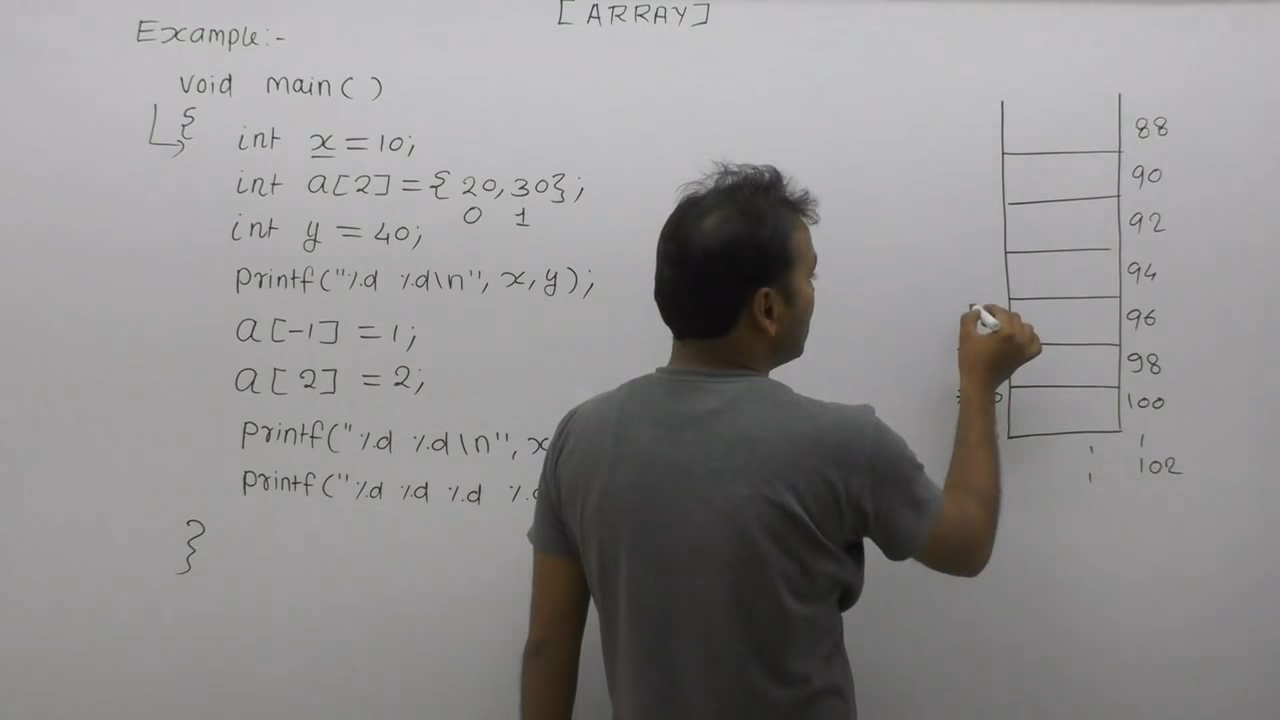 [ARRAY]
Example:-
void main()
{
int x=10;
int a[2]={20,30};
0 1
int y=40;
printf("%d %d\n", x,y);
a[-1]=1;
a[2]=2;
printf("%d %d\n", x
printf("%d %d %d
}
88
90
92
94
96
98
100
102